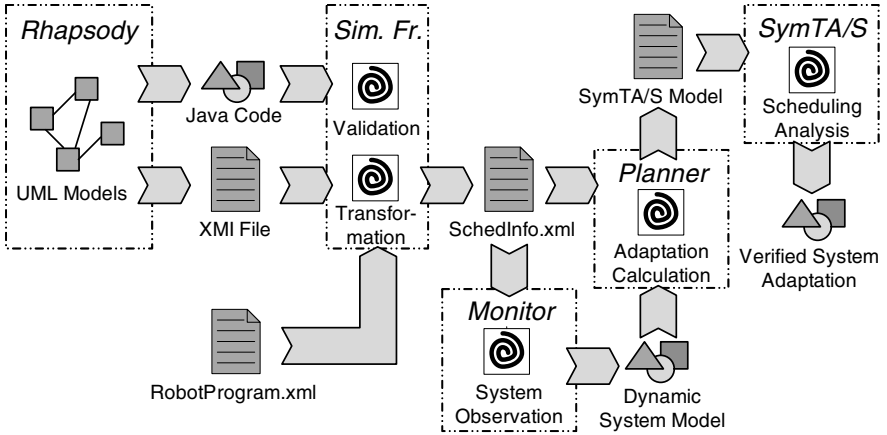 Rhapsody
UML Models
Java Code
XMI File
RobotProgram.xml
Sim. Fr.
Validation
Transfor-
mation
SchedInfo.xml
Monitor
System
Observation
Dynamic
System Model
Planner
Adaptation
Calculation
SymTA/S Model
SymTA/S
Scheduling
Analysis
Verified System
Adaptation